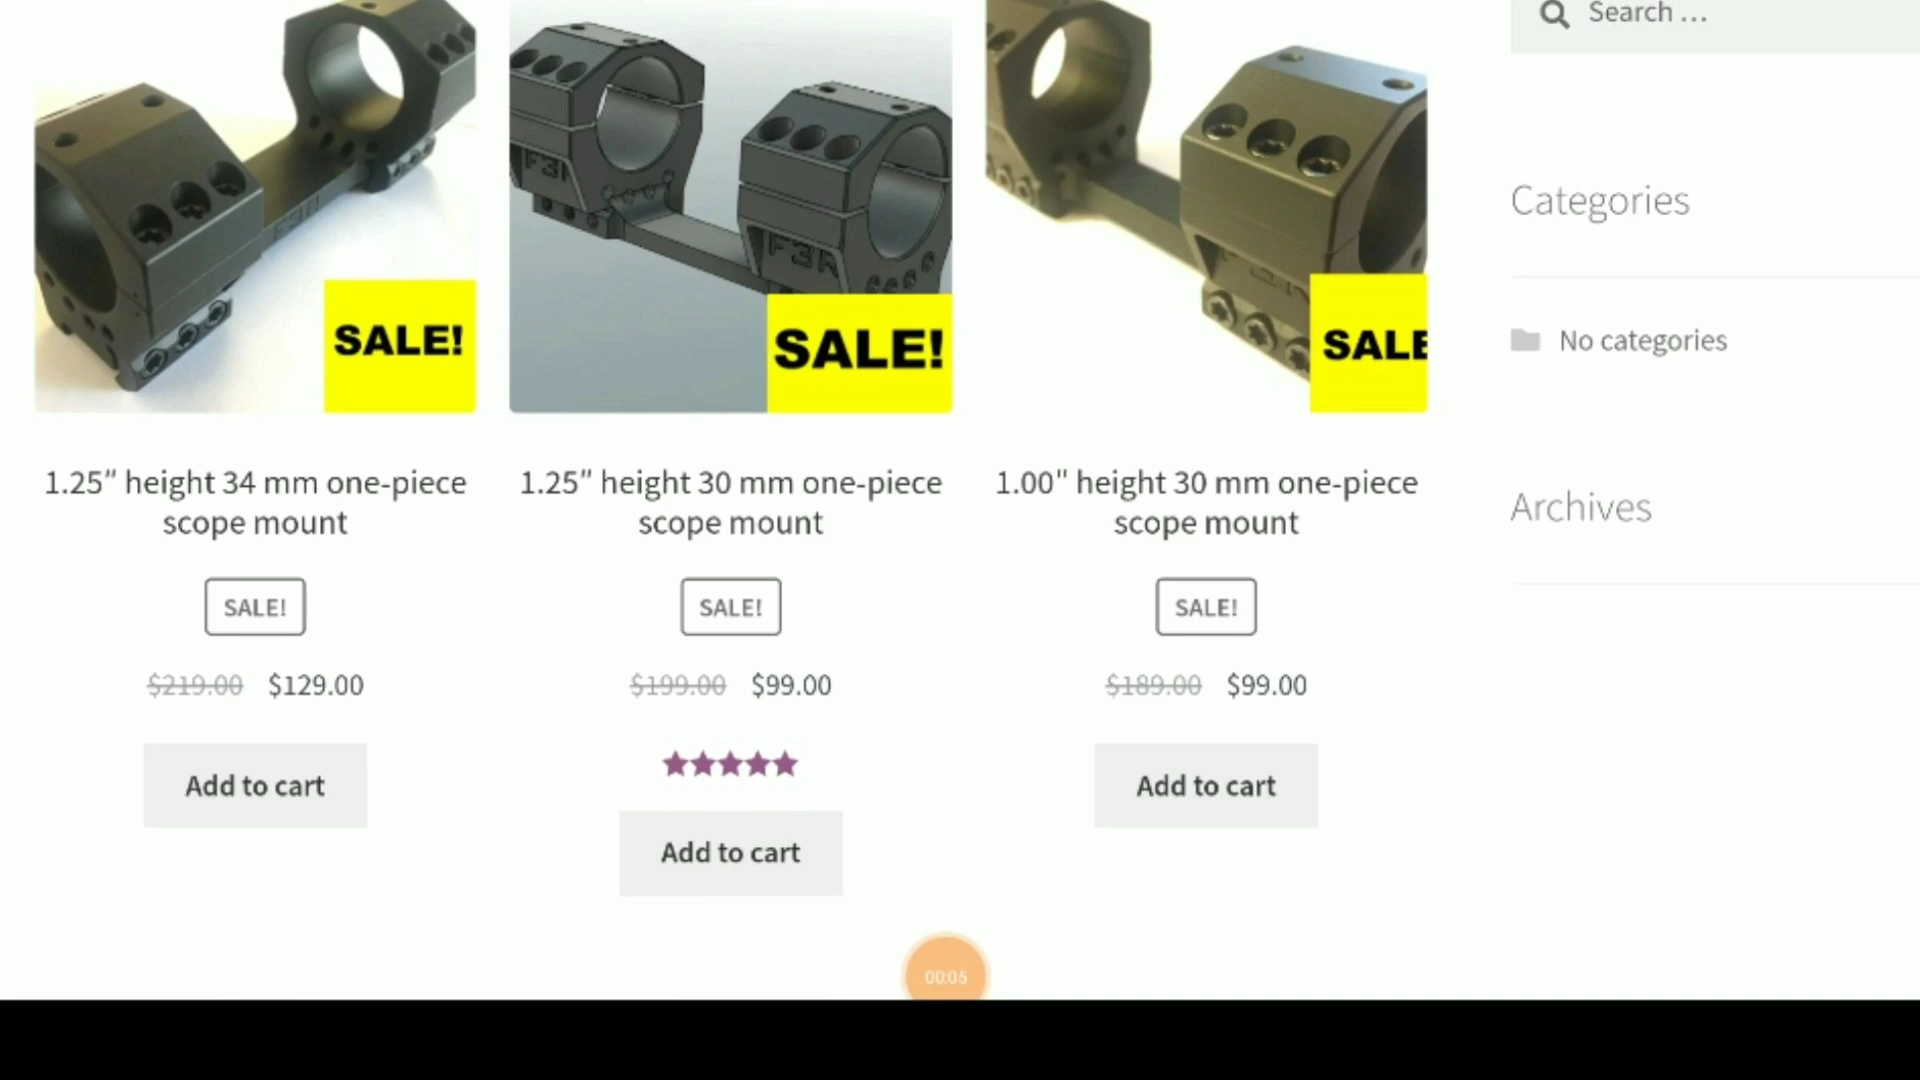 Search ...
F3
F3R
SALE!
SALE!
SALE
1.25" height 34 mm one-piece
scope mount
1.25" height 30 mm one-piece
scope mount
1.00" height 30 mm one-piece
scope mount
SALE!
SALE!
SALE!
$219.00 $129.00
$199.00 $99.00
$189.00 $99.00
Add to cart
Add to cart
Add to cart
Categories
No categories
Archives
00:05